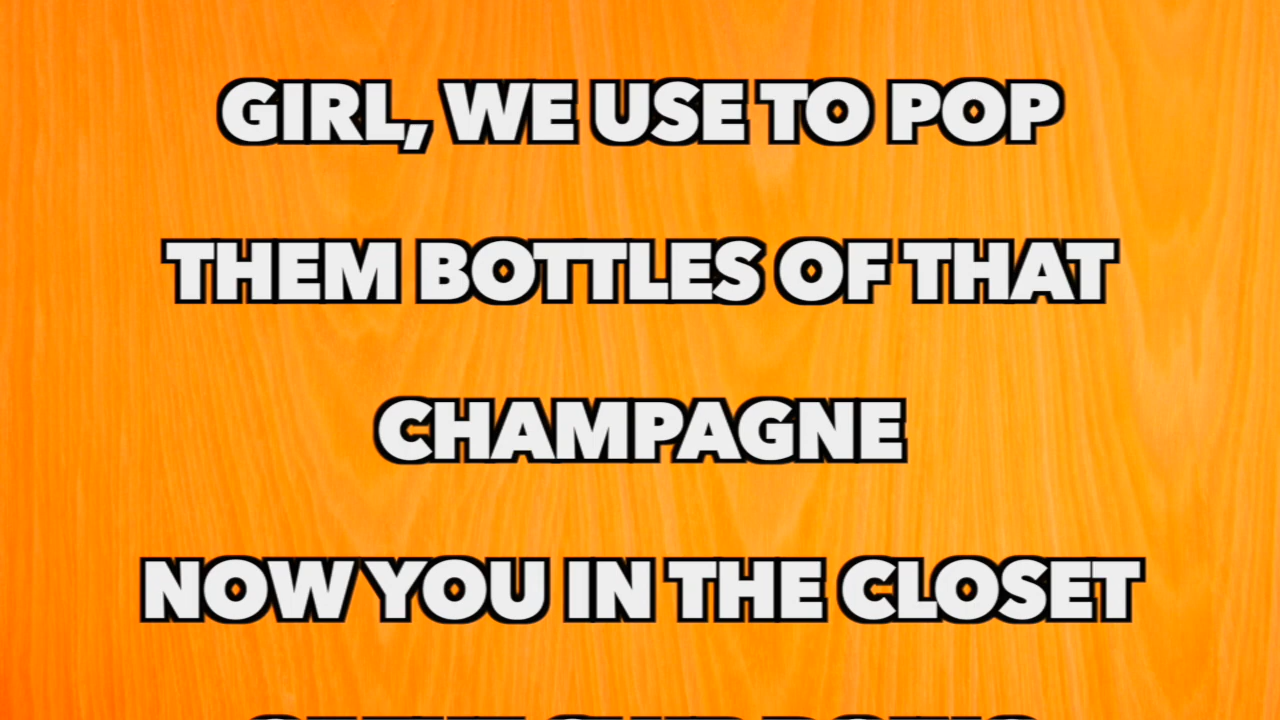 GIRL, WE USE TO POP
THEM BOTTLES OF THAT
CHAMPAGNE
NOW YOU IN THE CLOSET